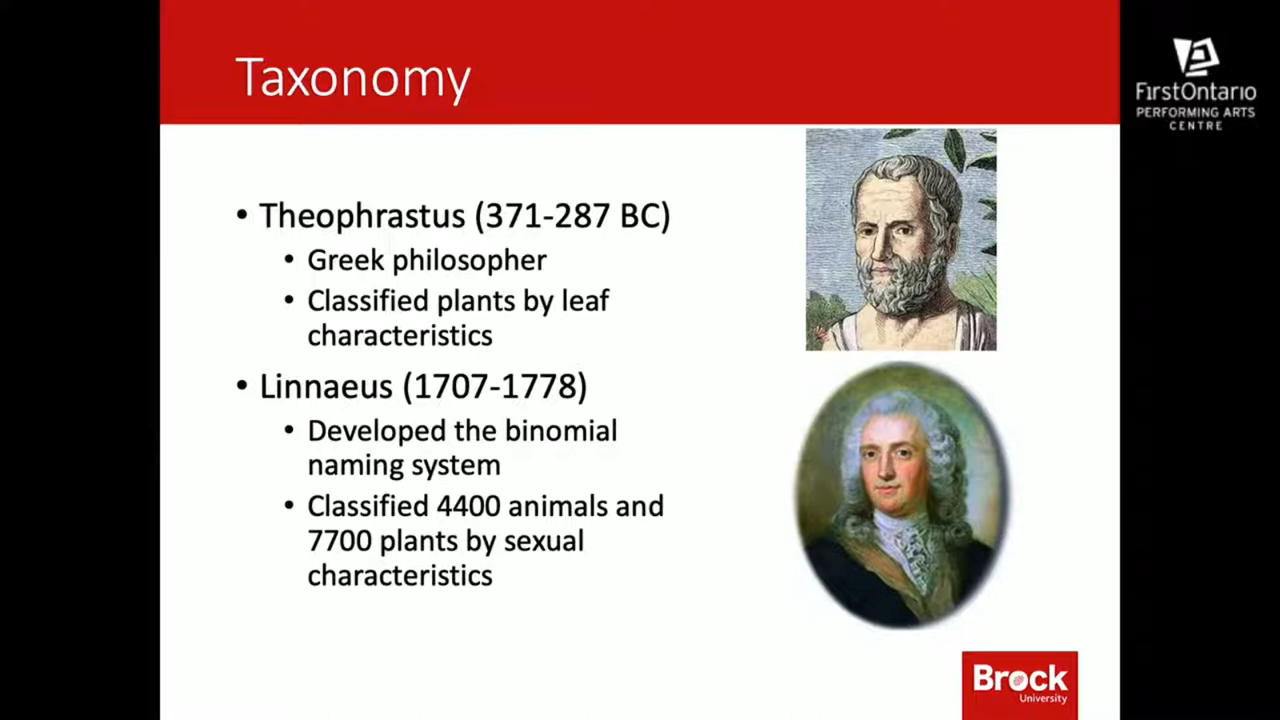 Taxonomy
FirstOntario
PERFORMING ARTS
CENTRE
• Theophrastus (371-287 BC)
• Greek philosopher
• Classified plants by leaf
characteristics
• Linnaeus (1707-1778)
• Developed the binomial
naming system
• Classified 4400 animals and
7700 plants by sexual
characteristics
Brock
University